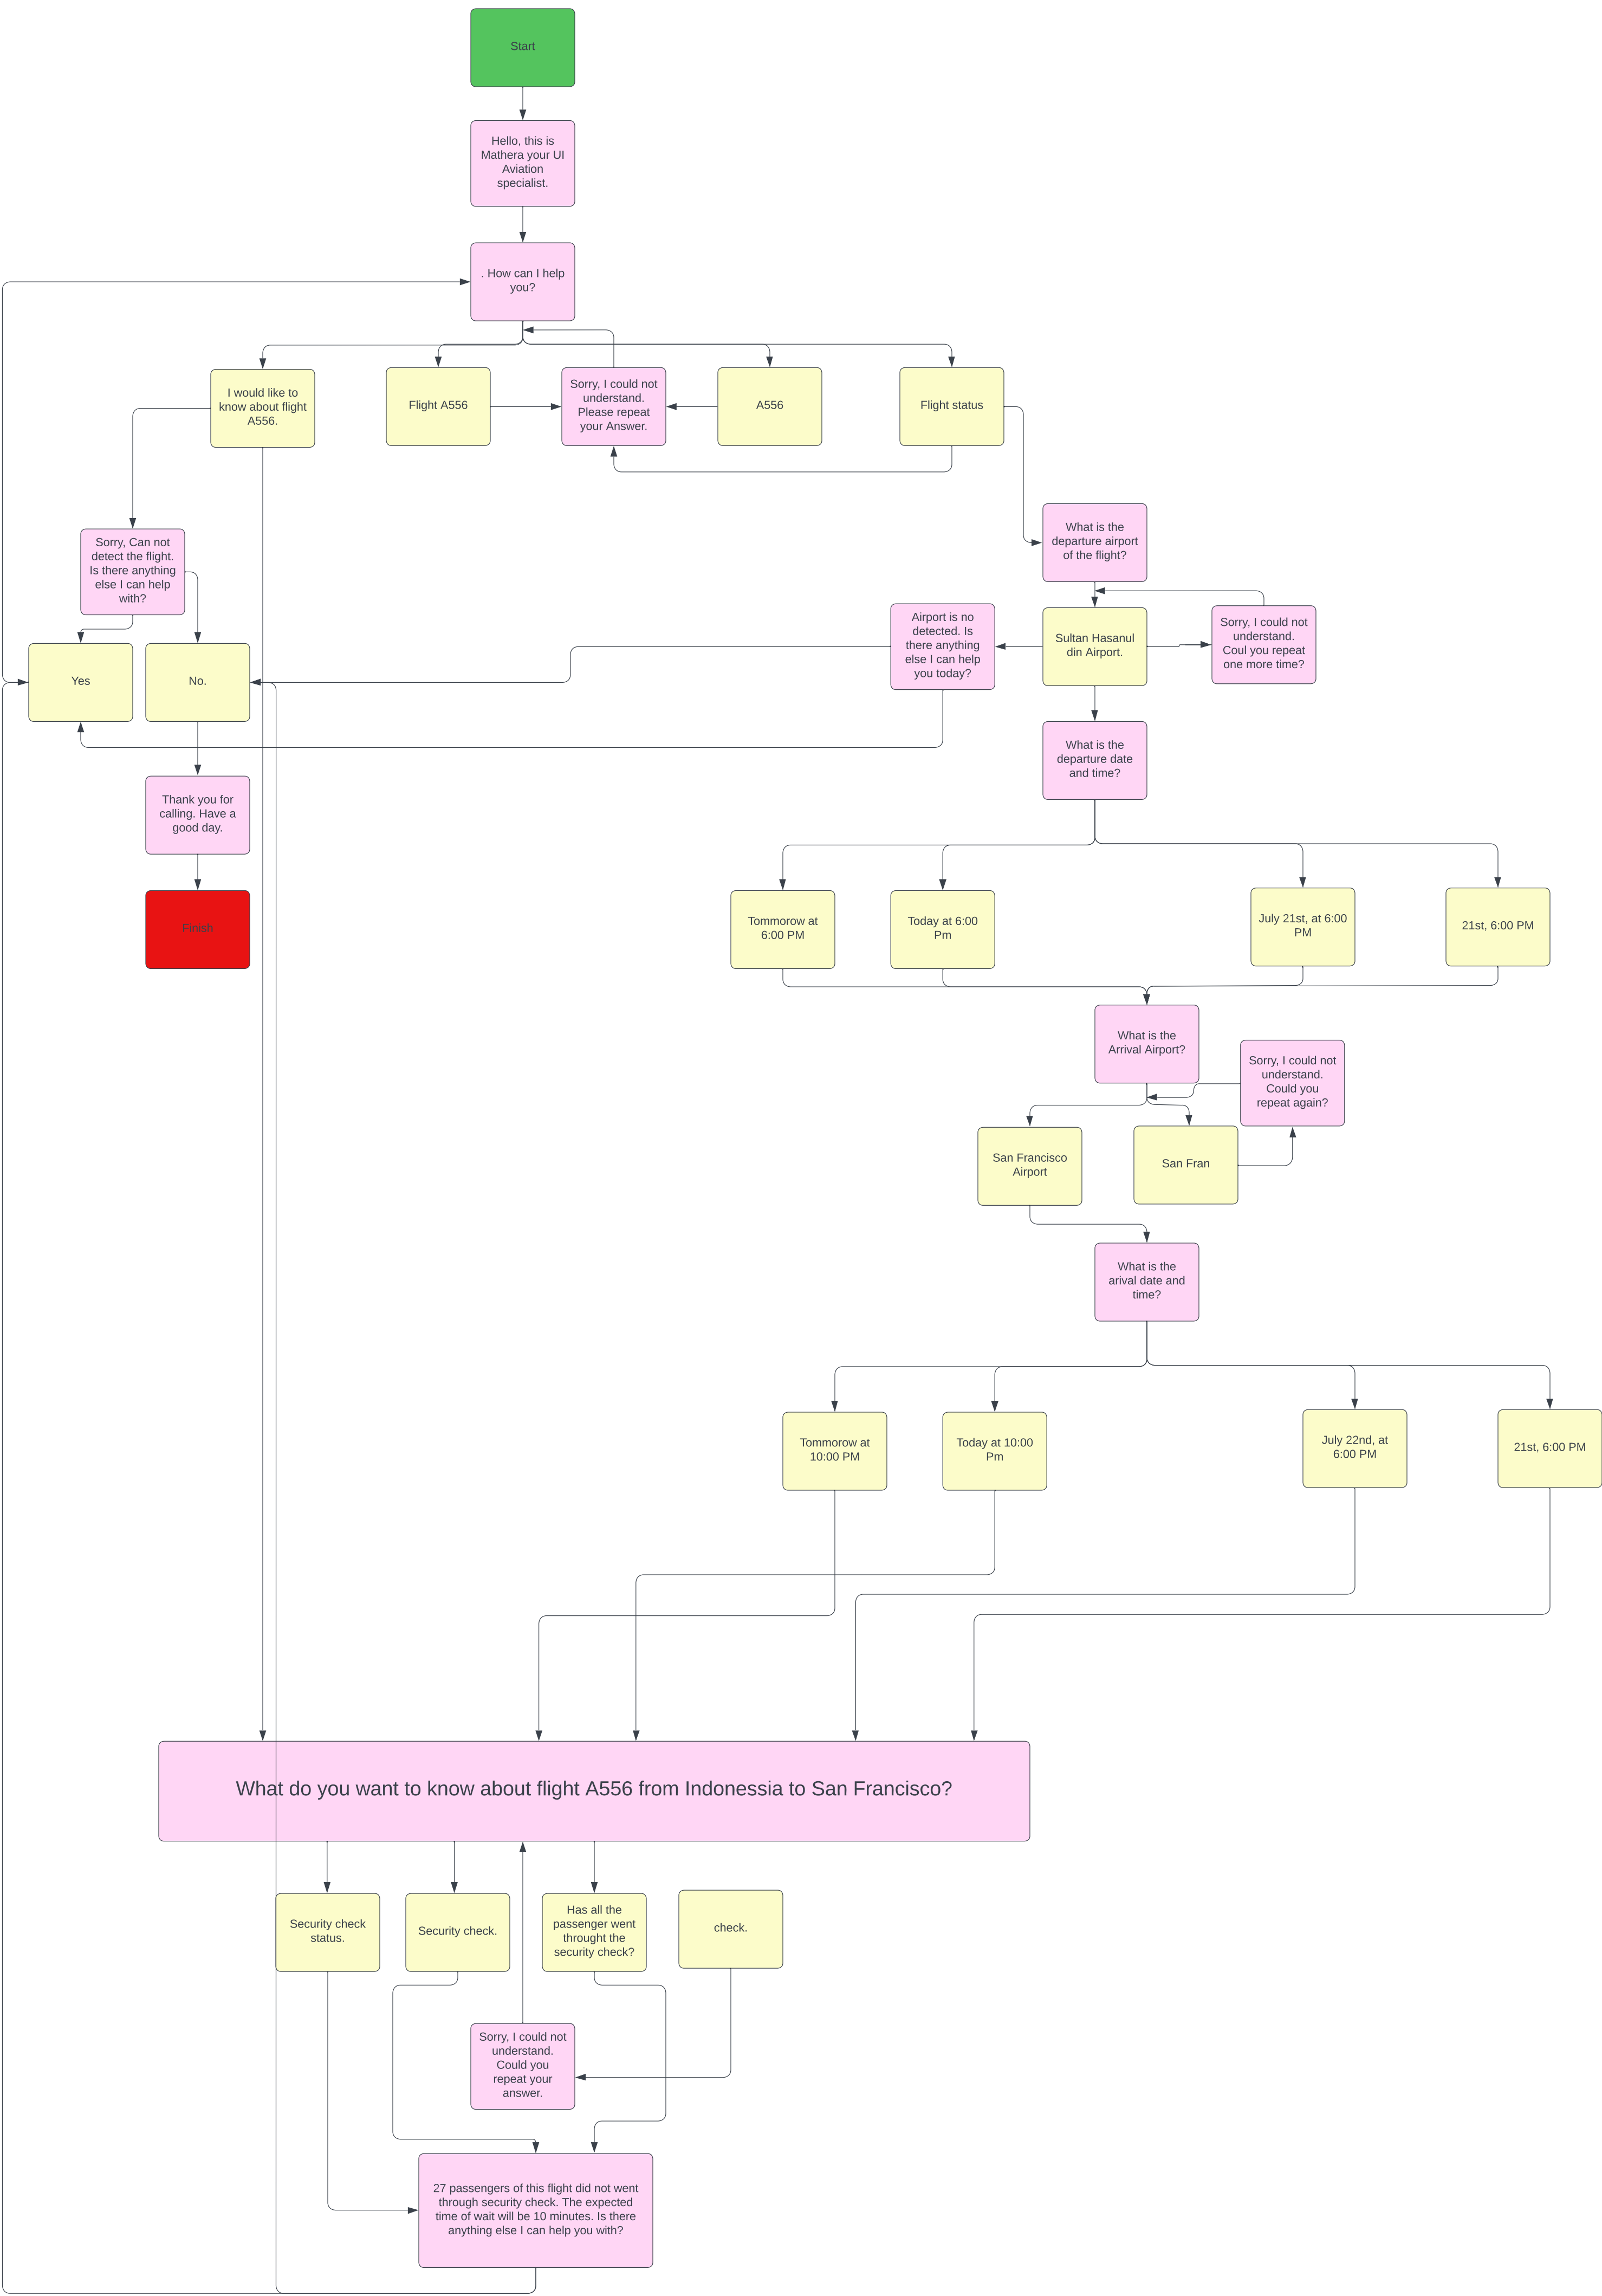 Start
Hello, this is
Mathera your UI
Aviation
specialist.
. How can I help
you?
I would like to
know about flight
A556.
Flight A556
Sorry, I could not
understand.
Please repeat
your Answer.
A556
Flight status
What is the
departure airport
of the flight?
Sorry, Can not
detect the flight.
Is there anything
else I can help
with?
Airport is no
detected. Is
there anything
else I can help
you today?
Sultan Hasanul
din Airport.
Sorry, I could not
understand.
Coul you repeat
one more time?
Yes
No.
What is the
departure date
and time?
Thank you for
calling. Have a
good day.
Finish
Tommorow at
6:00 PM
Today at 6:00
Pm
July 21st, at 6:00
PM
21st, 6:00 PM
What is the
Arrival Airport?
Sorry, I could not
understand.
Could you
repeat again?
San Francisco
Airport
San Fran
What is the
arival date and
time?
Tommorow at
10:00 PM
Today at 10:00
Pm
July 22nd, at
6:00 PM
21st, 6:00 PM
What do you want to know about flight A556 from Indonessia to San Francisco?
Security check
status.
Security check.
Has all the
passenger went
throught the
security check?
check.
Sorry, I could not
understand.
Could you
repeat your
answer.
27 passengers of this flight did not went
through security check. The expected
time of wait will be 10 minutes. Is there
anything else I can help you with?